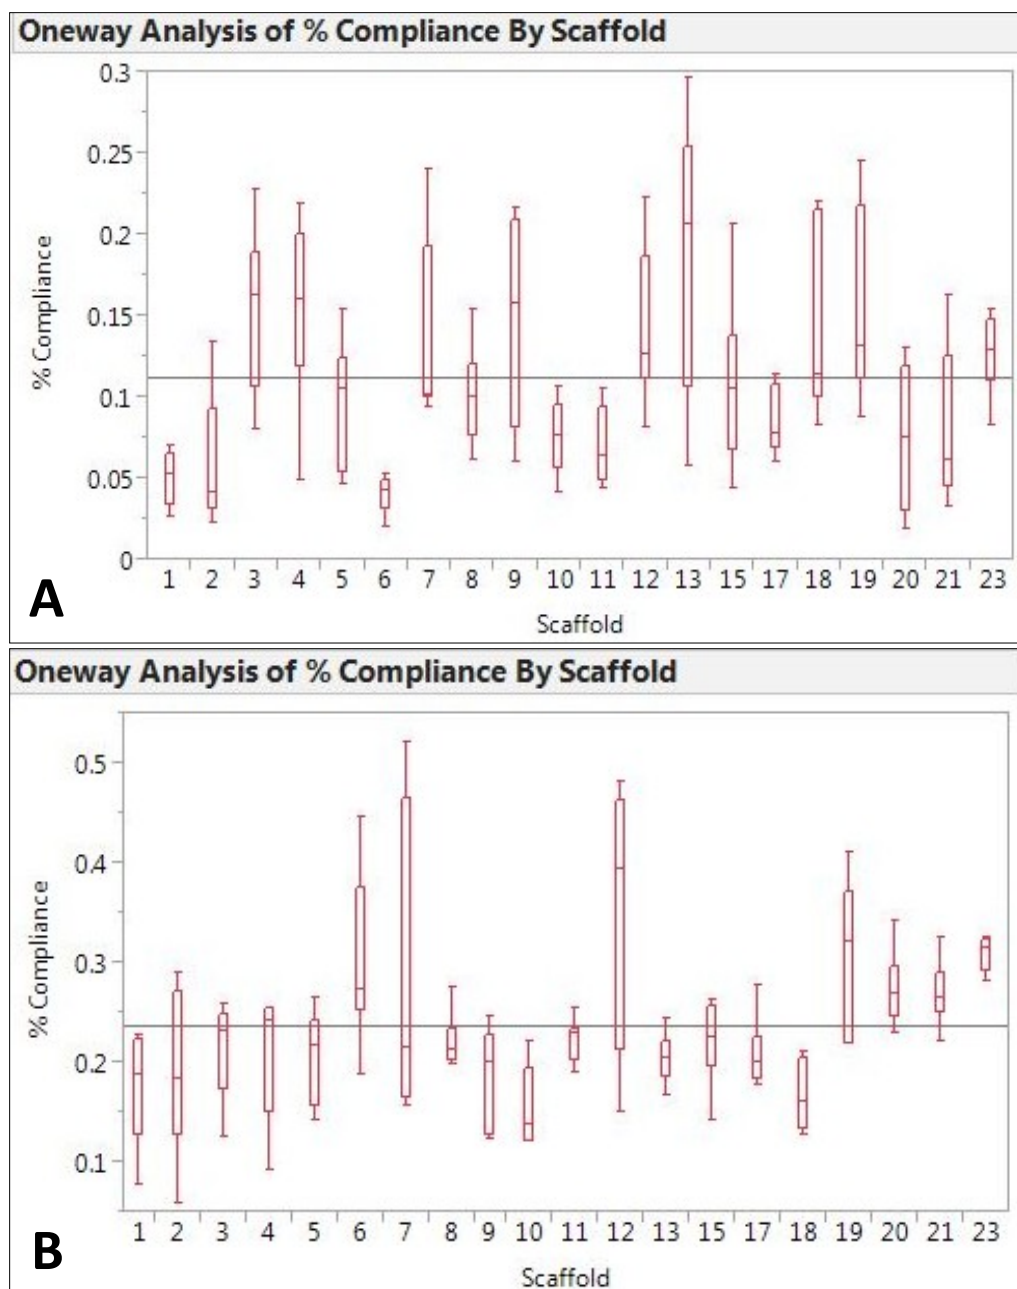 Oneway Analysis of % Compliance By Scaffold
0.3
0.25
0.2
0.15
0.1
0.05
0
% Compliance
1 2 3 4 5 6 7 8 9 10 11 12 13 15 17 18 19 20 21 23
Scaffold
A
Oneway Analysis of % Compliance By Scaffold
0.5
0.4
0.3
0.2
0.1
% Compliance
1 2 3 4 5 6 7 8 9 10 11 12 13 15 17 18 19 20 21 23
Scaffold
B